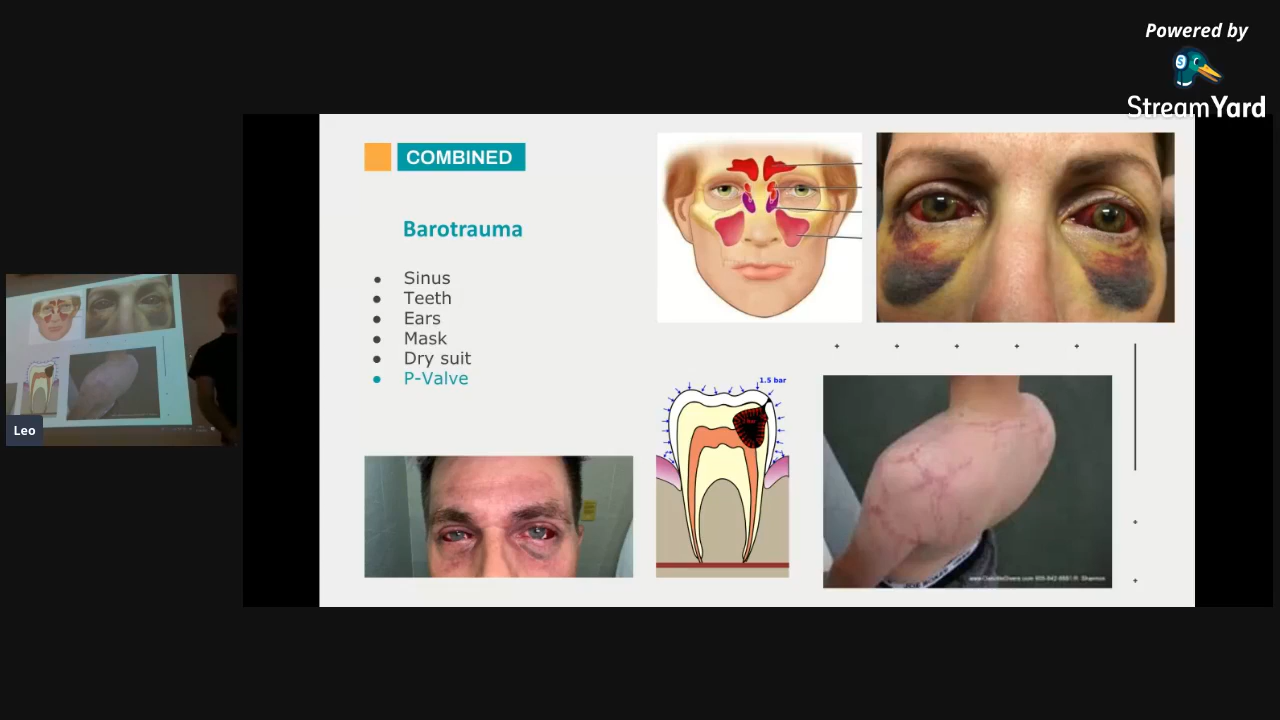 Powered by
StreamYard
COMBINED
Barotrauma
Sinus
Teeth
Ears
Mask
Dry suit
P-Valve
1.5 bar
Leo